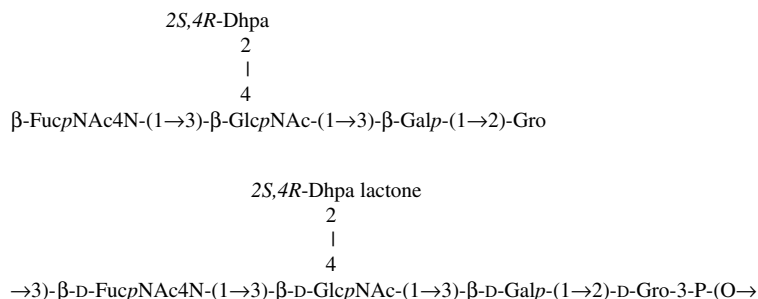 2S,4R-Dhpa
2
|
4
β-FucpNAc4N-(1→3)-β-GlcpNAc-(1→3)-β-Galp-(1→2)-Gro
2S,4R-Dhpa lactone
2
|
4
→3)-β-D-FucpNAc4N-(1→3)-β-D-GlcpNAc-(1→3)-β-D-Galp-(1→2)-D-Gro-3-P-(O→